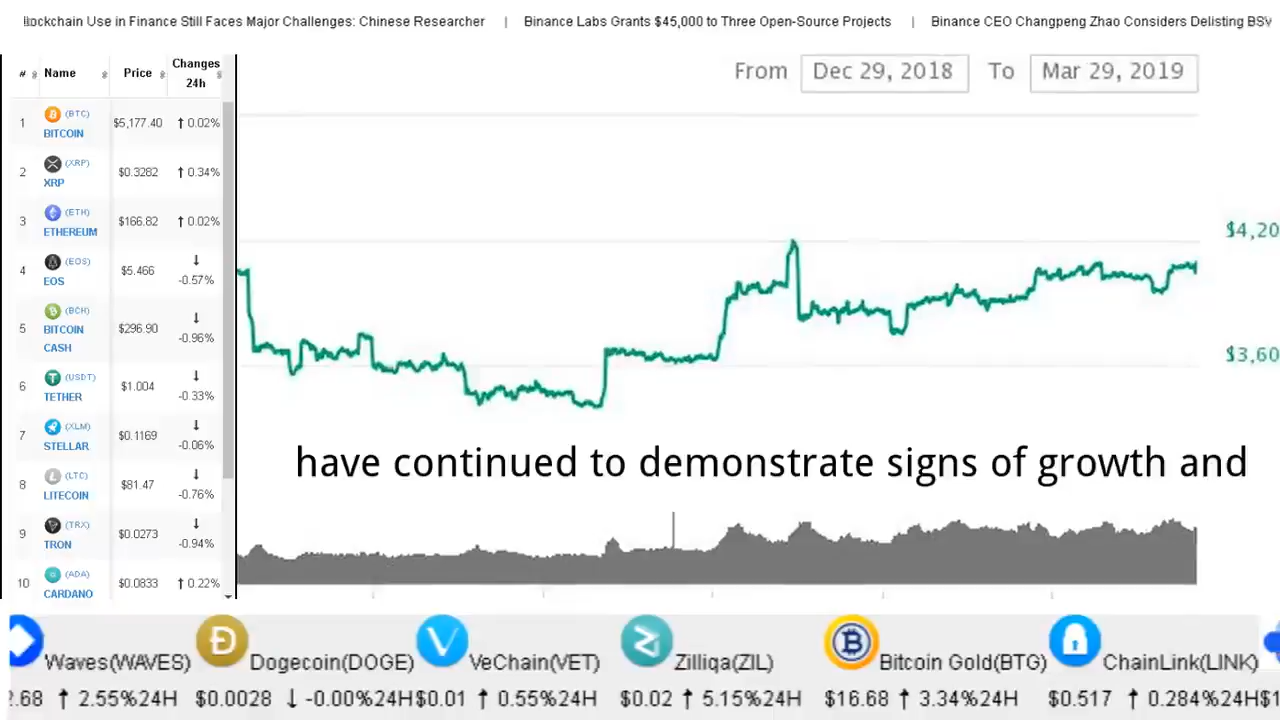 Blockchain Use in Finance Still Faces Major Challenges: Chinese Researcher | Binance Labs Grants $45,000 to Three Open-Source Projects | Binance CEO Changpeng Zhao Considers Delisting BSV
From Dec 29, 2018 To Mar 29, 2019
# Name Price Changes 24h
1 (BTC) BITCOIN $5,177.40 ↑ 0.02%
2 (XRP) XRP $0.3282 ↑ 0.34%
3 (ETH) ETHEREUM $166.82 ↑ 0.02%
4 (EOS) EOS $5.466 ↓ -0.57%
5 (BCH) BITCOIN CASH $296.90 ↓ -0.96%
6 (USDT) TETHER $1.004 ↓ -0.33%
7 (XLM) STELLAR $0.1169 ↓ -0.06%
8 (LTC) LITECOIN $81.47 ↓ -0.76%
9 (TRX) TRON $0.0273 ↓ -0.94%
10 (ADA) CARDANO $0.0833 ↑ 0.22%
$4,20
$3,60
have continued to demonstrate signs of growth and
Waves(WAVES) Dogecoin(DOGE) VeChain(VET) Zilliqa(ZIL) Bitcoin Gold(BTG) ChainLink(LINK)
2.68 ↑ 2.55%24H $0.0028 ↓ -0.00%24H $0.01 ↑ 0.55%24H $0.02 ↑ 5.15%24H $16.68 ↑ 3.34%24H $0.517 ↑ 0.284%24H $1